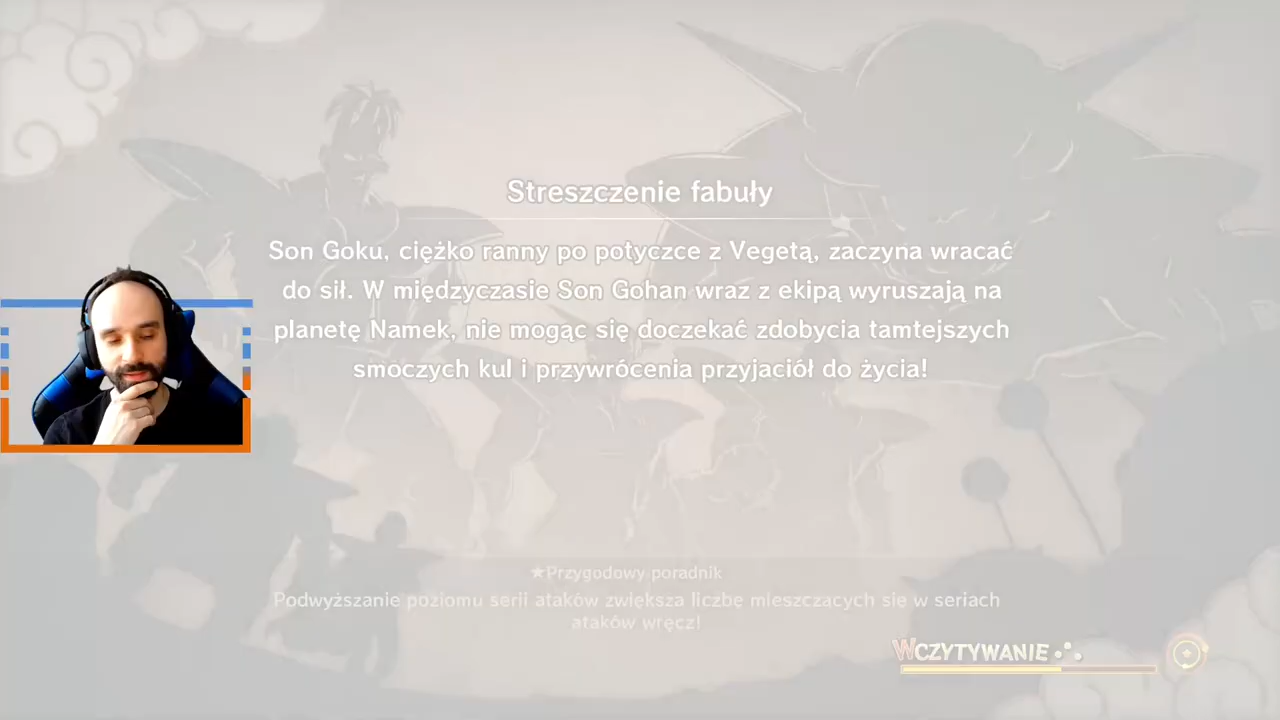 Streszczenie fabuły
Son Goku, ciężko ranny po potyczce z Vegetą, zaczyna wracać
do sił. W międzyczasie Son Gohan wraz z ekipą wyruszają na
planetę Namek, nie mogąc się doczekać zdobycia tamtejszych
smoczych kul i przywrócenia przyjaciół do życia!
★Przygodowy poradnik
Podwyższanie poziomu serii ataków zwiększa liczbę mieszczących się w seriach
ataków wręcz!
WCZYTYWANIE